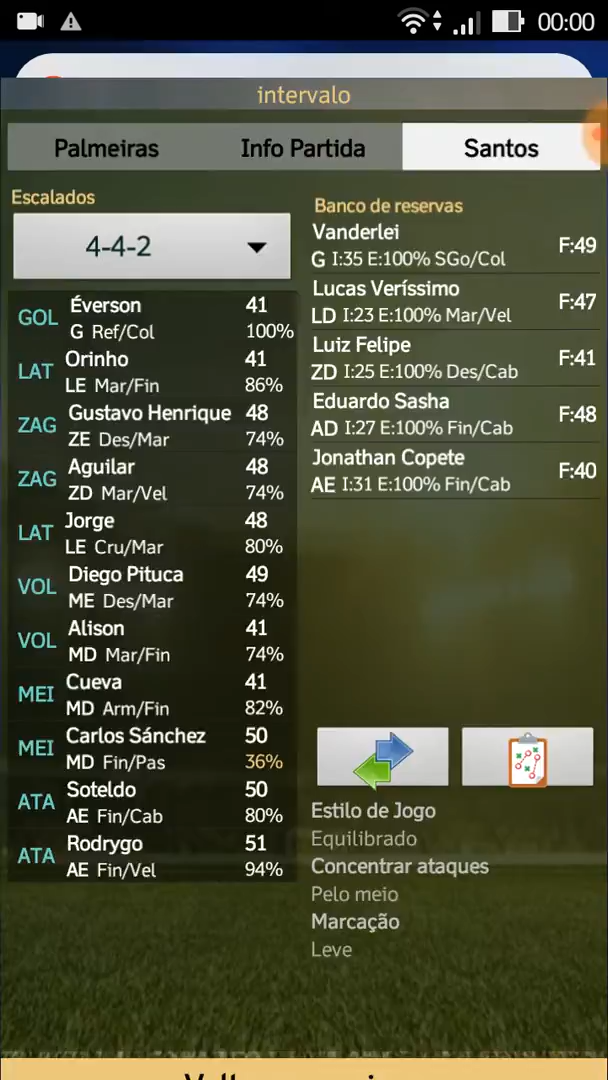 00:00
intervalo
Palmeiras
Info Partida
Santos
Escalados
4-4-2
GOL Éverson 41
G Ref/Col 100%
LAT Orinho 41
LE Mar/Fin 86%
ZAG Gustavo Henrique 48
ZE Des/Mar 74%
ZAG Aguilar 48
ZD Mar/Vel 74%
LAT Jorge 48
LE Cru/Mar 80%
VOL Diego Pituca 49
ME Des/Mar 74%
VOL Alison 41
MD Mar/Fin 74%
MEI Cueva 41
MD Arm/Fin 82%
MEI Carlos Sánchez 50
MD Fin/Pas 36%
ATA Soteldo 50
AE Fin/Cab 80%
ATA Rodrygo 51
AE Fin/Vel 94%
Banco de reservas
Vanderlei F:49
G I:35 E:100% SGo/Col
Lucas Veríssimo F:47
LD I:23 E:100% Mar/Vel
Luiz Felipe F:41
ZD I:25 E:100% Des/Cab
Eduardo Sasha F:48
AD I:27 E:100% Fin/Cab
Jonathan Copete F:40
AE I:31 E:100% Fin/Cab
Estilo de Jogo
Equilibrado
Concentrar ataques
Pelo meio
Marcação
Leve